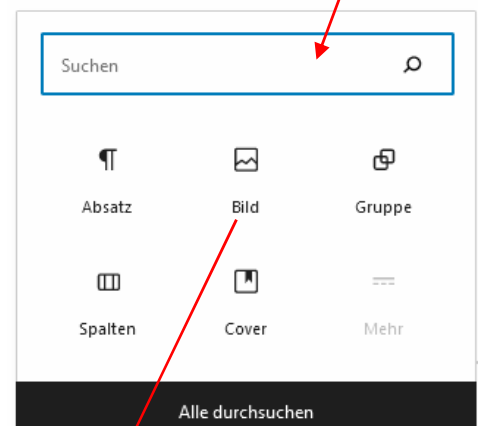 Suchen
Absatz Bild Gruppe
Spalten Cover Mehr
Alle durchsuchen